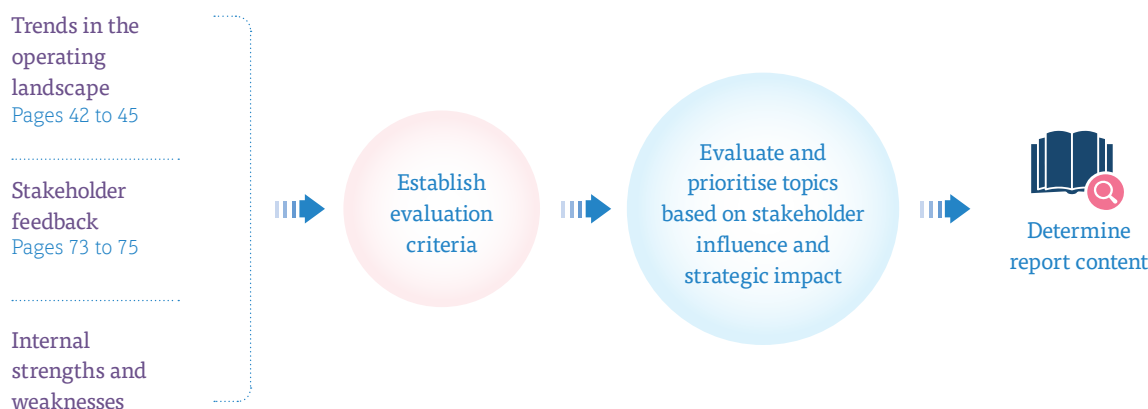 Trends in the
operating
landscape
Pages 42 to 45
Stakeholder
feedback
Pages 73 to 75
Internal
strengths and
weaknesses
Establish
evaluation
criteria
Evaluate and
prioritise topics
based on stakeholder
influence and
strategic impact
Determine
report content